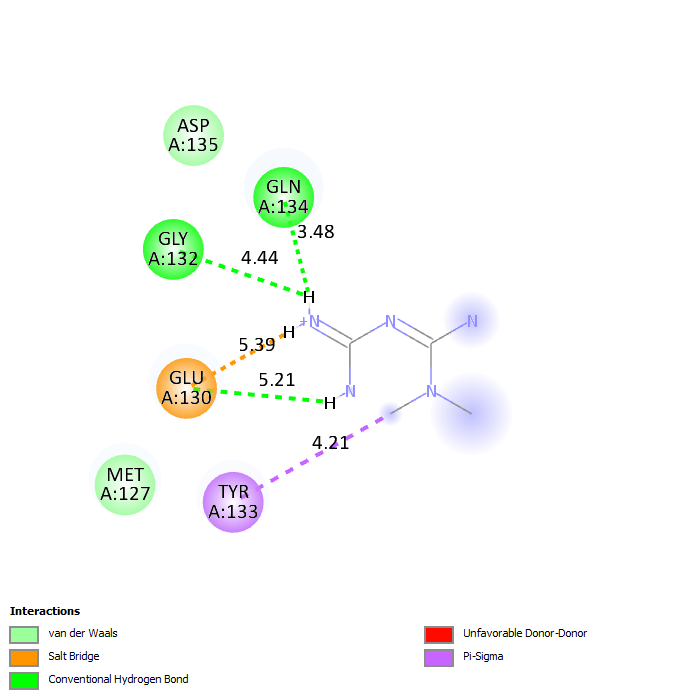 ASP
A:135
GLN
A:134
3.48
GLY
A:132
4.44
H
+N
N
N
H
5.39
GLU
A:130
5.21
H
N
N
4.21
MET
A:127
TYR
A:133
Interactions
van der Waals
Salt Bridge
Conventional Hydrogen Bond
Unfavorable Donor-Donor
Pi-Sigma